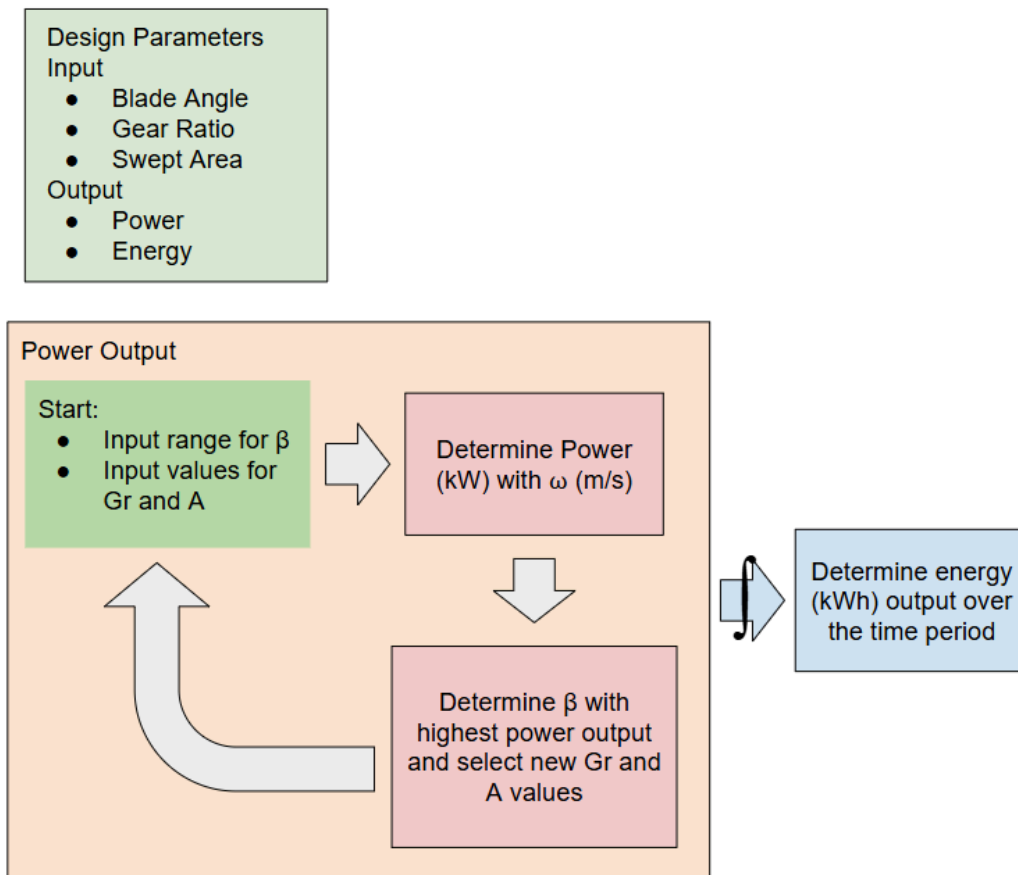 Design Parameters
Input
● Blade Angle
● Gear Ratio
● Swept Area
Output
● Power
● Energy
Power Output
Start:
● Input range for β
● Input values for
Gr and A
Determine Power
(kW) with ω (m/s)
Determine β with
highest power output
and select new Gr and
A values
∫
Determine energy
(kWh) output over
the time period